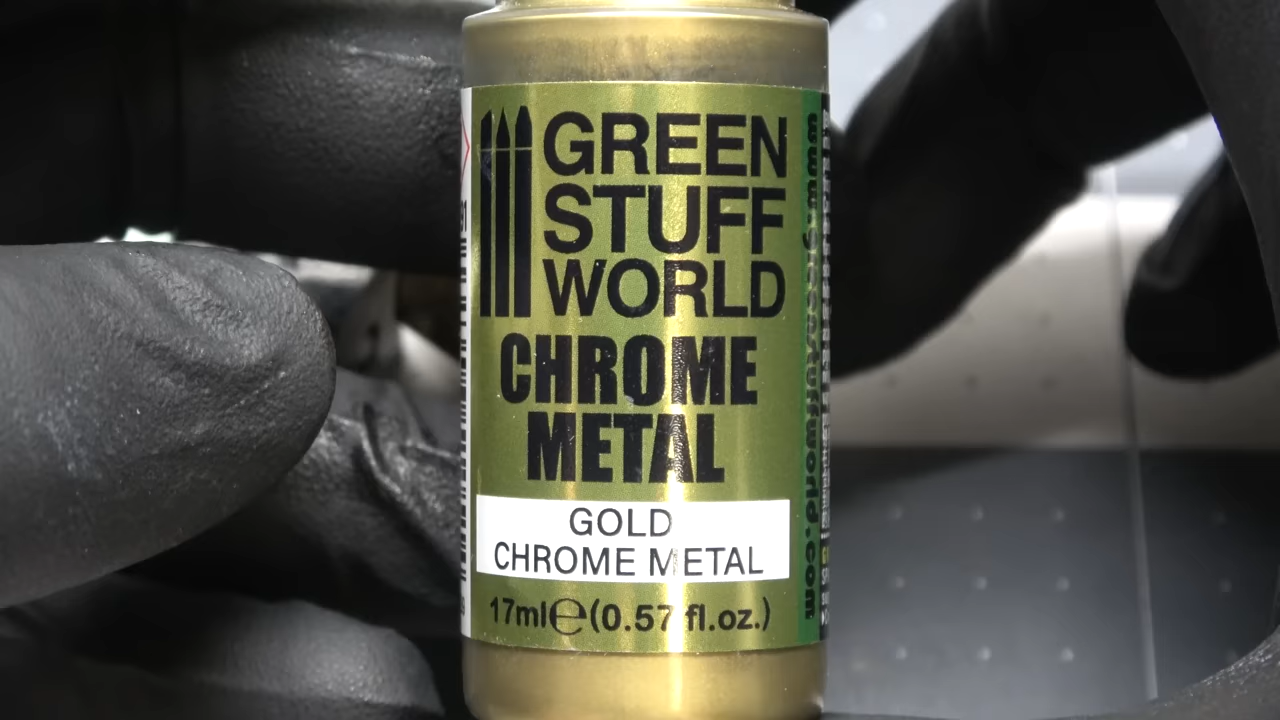 GREEN
STUFF
WORLD
CHROME
METAL
GOLD
CHROME METAL
17ml℮(0.57 fl.oz.)
www.greenstuffworld.com